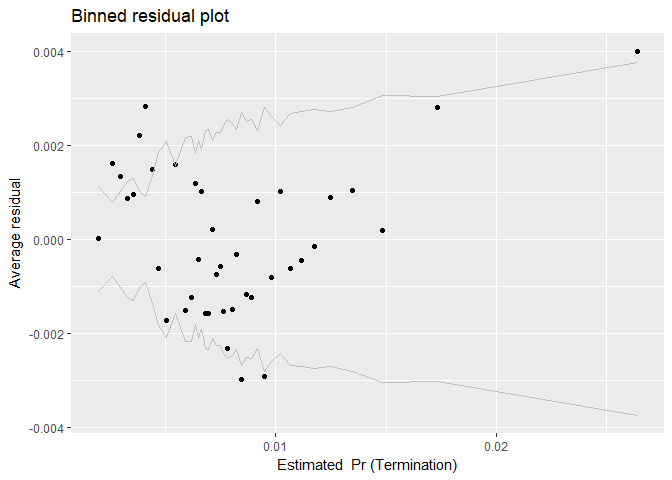 Binned residual plot
0.004
0.002
0.000
-0.002
-0.004
Average residual
0.01
0.02
Estimated  Pr (Termination)